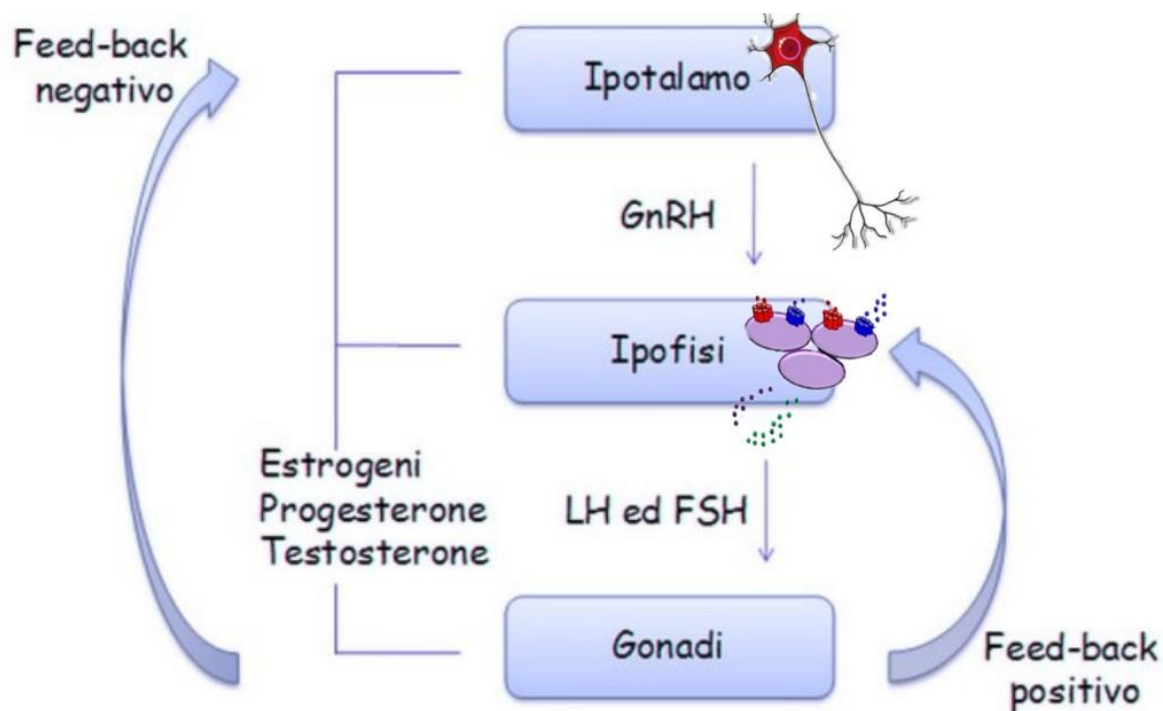 Feed-back
negativo
Ipotalamo
GnRH
Ipofisi
Estrogeni
Progesterone
Testosterone
LH ed FSH
Gonadi
Feed-back
positivo